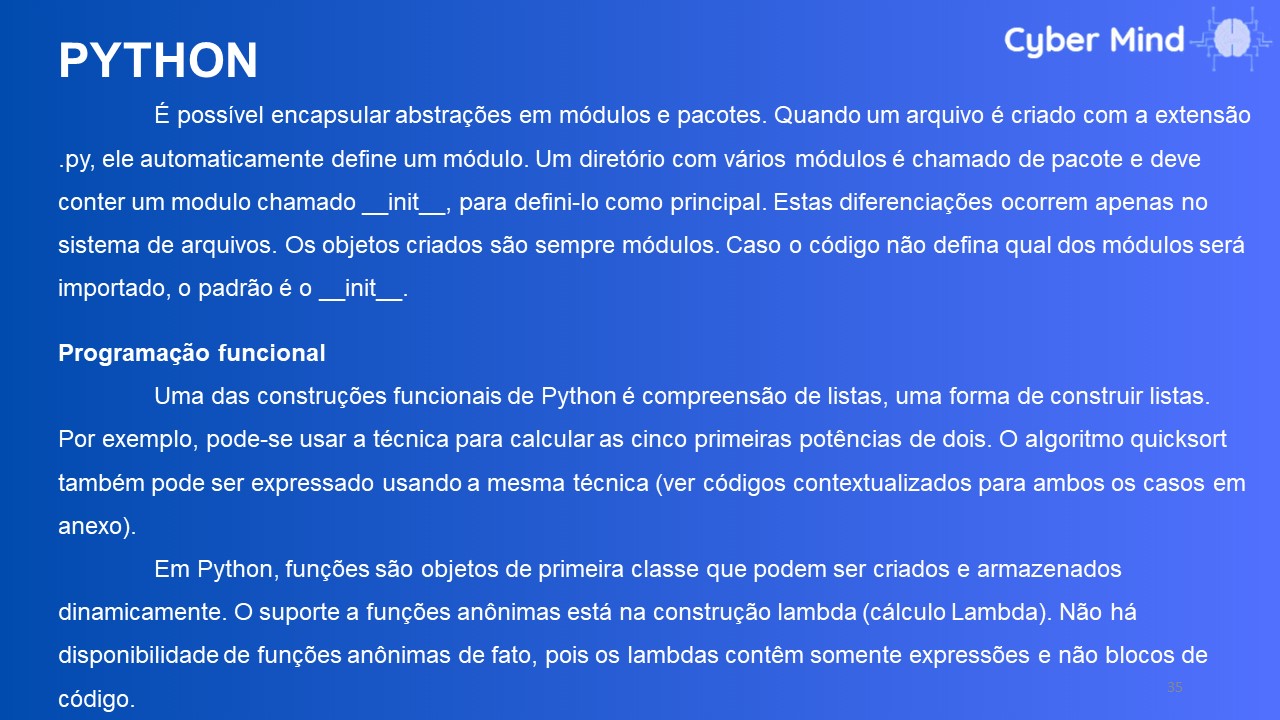 PYTHON
Cyber Mind
É possível encapsular abstrações em módulos e pacotes. Quando um arquivo é criado com a extensão
.py, ele automaticamente define um módulo. Um diretório com vários módulos é chamado de pacote e deve
conter um modulo chamado __init__, para defini-lo como principal. Estas diferenciações ocorrem apenas no
sistema de arquivos. Os objetos criados são sempre módulos. Caso o código não defina qual dos módulos será
importado, o padrão é o __init__.
Programação funcional
Uma das construções funcionais de Python é compreensão de listas, uma forma de construir listas.
Por exemplo, pode-se usar a técnica para calcular as cinco primeiras potências de dois. O algoritmo quicksort
também pode ser expressado usando a mesma técnica (ver códigos contextualizados para ambos os casos em
anexo).
Em Python, funções são objetos de primeira classe que podem ser criados e armazenados
dinamicamente. O suporte a funções anônimas está na construção lambda (cálculo Lambda). Não há
disponibilidade de funções anônimas de fato, pois os lambdas contêm somente expressões e não blocos de
código.
35